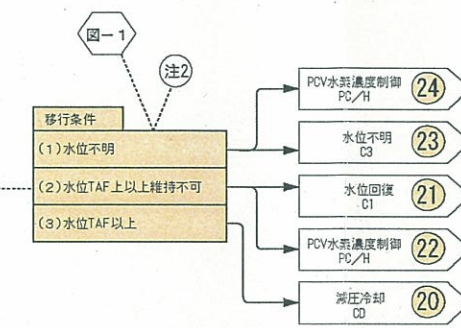 図－1
注2
移行条件
(1)水位不明
(2)水位TAF上以上維持不可
(3)水位TAF以上
PCV水素濃度制御
PC/H
24
水位不明
C3
23
水位回復
C1
21
PCV水素濃度制御
PC/H
22
減圧冷却
CD
20